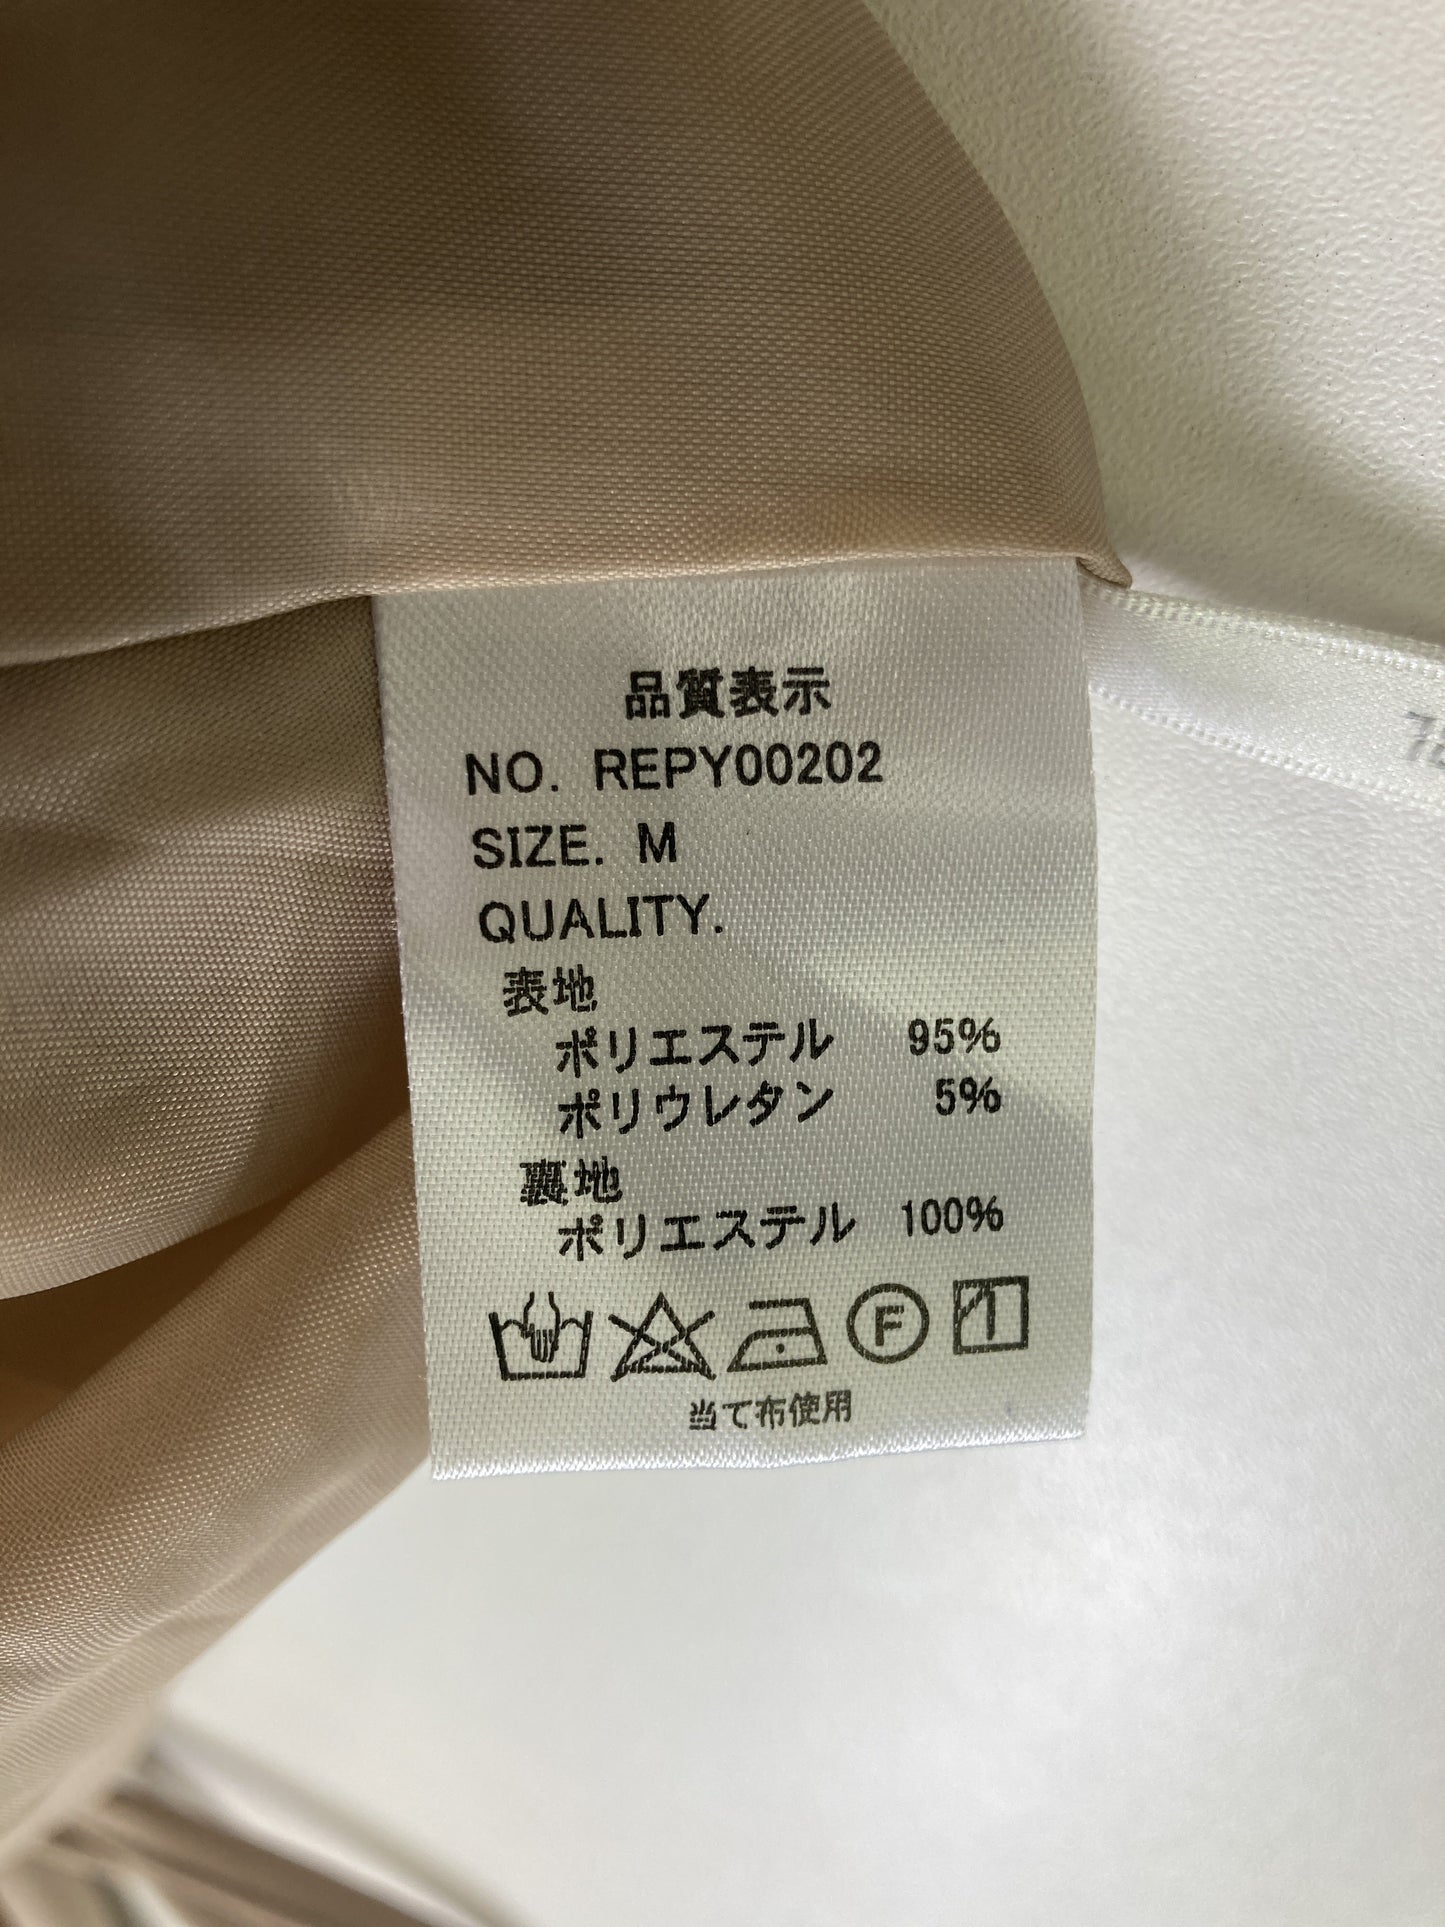 品質表示
NO. REPY00202
SIZE. M
QUALITY.
表地
ポリエステル 95%
ポリウレタン 5%
裏地
ポリエステル 100%
F
当て布使用